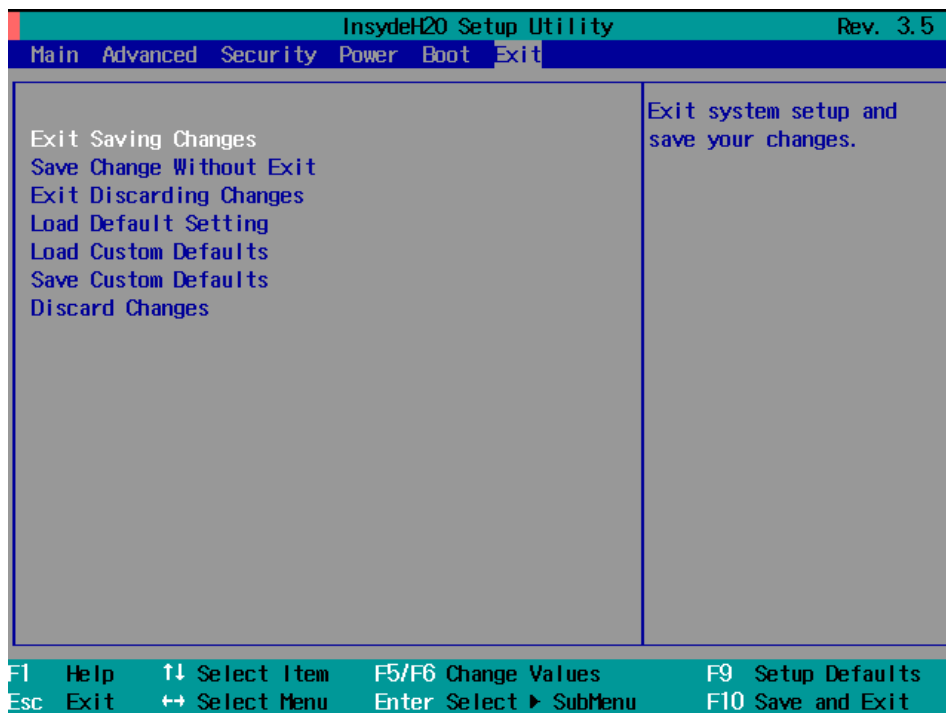 InsydeH20 Setup Utility Rev. 3.5
Main Advanced Security Power Boot Exit
Exit Saving Changes
Save Change Without Exit
Exit Discarding Changes
Load Default Setting
Load Custom Defaults
Save Custom Defaults
Discard Changes
Exit system setup and
save your changes.
F1 Help ↑↓ Select Item F5/F6 Change Values F9 Setup Defaults
Esc Exit ↔ Select Menu Enter Select ▶ SubMenu F10 Save and Exit